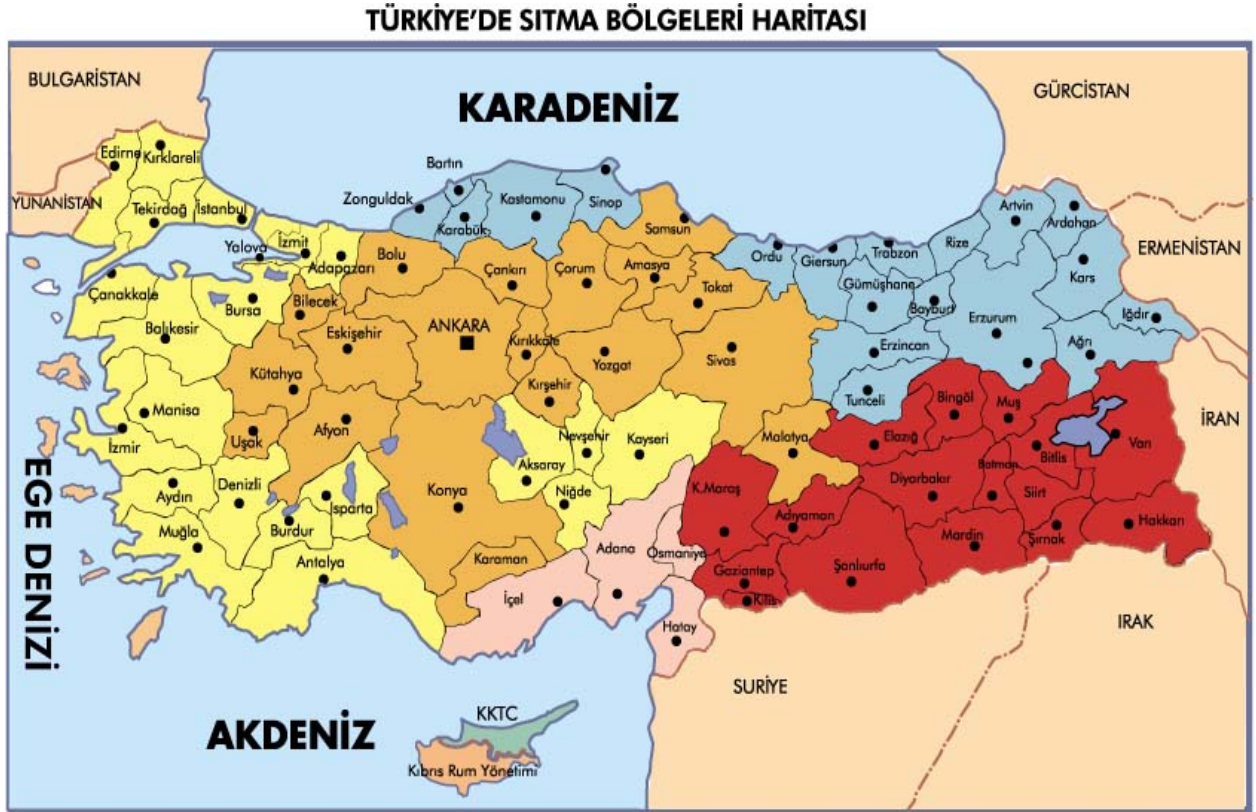 TÜRKİYE'DE SITMA BÖLGELERİ HARİTASI
BULGARİSTAN
GÜRCİSTAN
KARADENİZ
YUNANİSTAN
ERMENİSTAN
İRAN
IRAK
SURİYE
EGE DENİZİ
AKDENİZ
KKTC
Kıbrıs Rum Yönetimi
Edirne
Kırklareli
Tekirdağ
İstanbul
Yalova
İzmit
Adapazarı
Çanakkale
Bursa
Balıkesir
Manisa
İzmir
Aydın
Denizli
Muğla
Burdur
Isparta
Antalya
Bilecek
Eskişehir
Kütahya
Uşak
Afyon
Bolu
ANKARA
Çankırı
Çorum
Kırıkkale
Kırşehir
Yozgat
Amasya
Samsun
Tokat
Sivas
Malatya
Konya
Karaman
Zonguldak
Bartın
Karabük
Kastamonu
Sinop
Aksaray
Nevşehir
Niğde
Kayseri
İçel
Adana
Osmaniye
Hatay
Ordu
Giersun
Trabzon
Rize
Artvin
Ardahan
Kars
Gümüşhane
Bayburt
Erzurum
Iğdır
Ağrı
Erzincan
Tunceli
Bingöl
Muş
Elazığ
Bitlis
Van
Diyarbakır
Batman
Siirt
K.Maraş
Adıyaman
Mardin
Şırnak
Hakkarı
Gaziantep
Kilis
Şanlıurfa